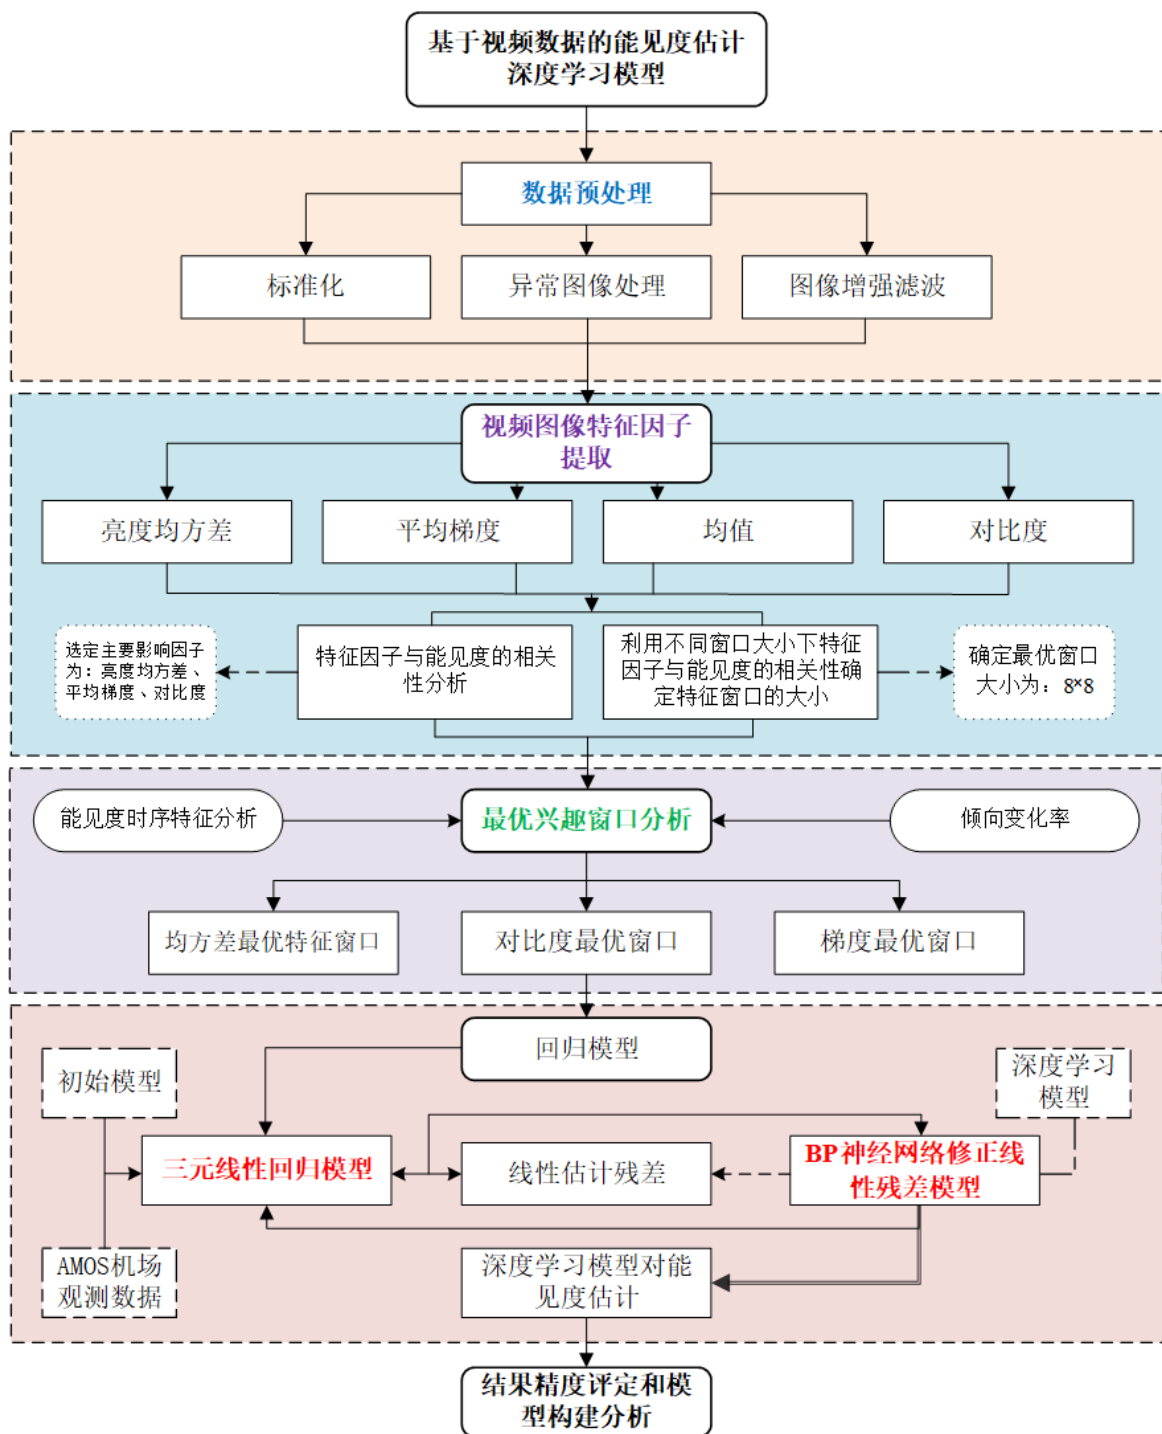 基于视频数据的能见度估计
深度学习模型
数据预处理
标准化
异常图像处理
图像增强滤波
视频图像特征因子
提取
亮度均方差
平均梯度
均值
对比度
选定主要影响因子
为：亮度均方差、
平均梯度、对比度
特征因子与能见度的相关
性分析
利用不同窗口大小下特征
因子与能见度的相关性确
定特征窗口的大小
确定最优窗口
大小为：8×8
能见度时序特征分析
最优兴趣窗口分析
倾向变化率
均方差最优特征窗口
对比度最优窗口
梯度最优窗口
回归模型
初始模型
深度学习
模型
三元线性回归模型
线性估计残差
BP神经网络修正线
性残差模型
AMOS机场
观测数据
深度学习模型对能
见度估计
结果精度评定和模
型构建分析